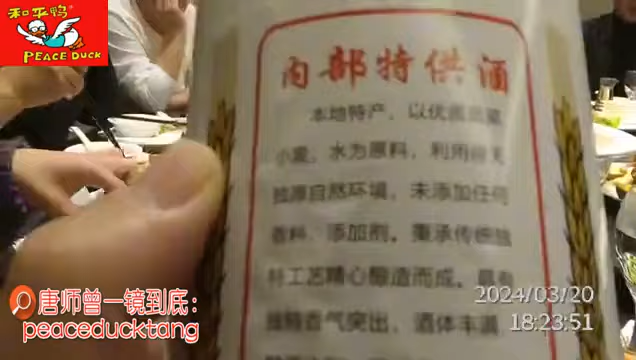 和平鸭
PEACE DUCK
内部特供酒
本地特产，以优质
小麦、水为原料，利用
独厚自然环境，未添加任何
香料、添加剂。秉承传统独
特工艺精心酿造而成。具有
独特香气突出，酒体丰满
2024/03/20
18:23:51
唐师曾一镜到底：
peaceducktang